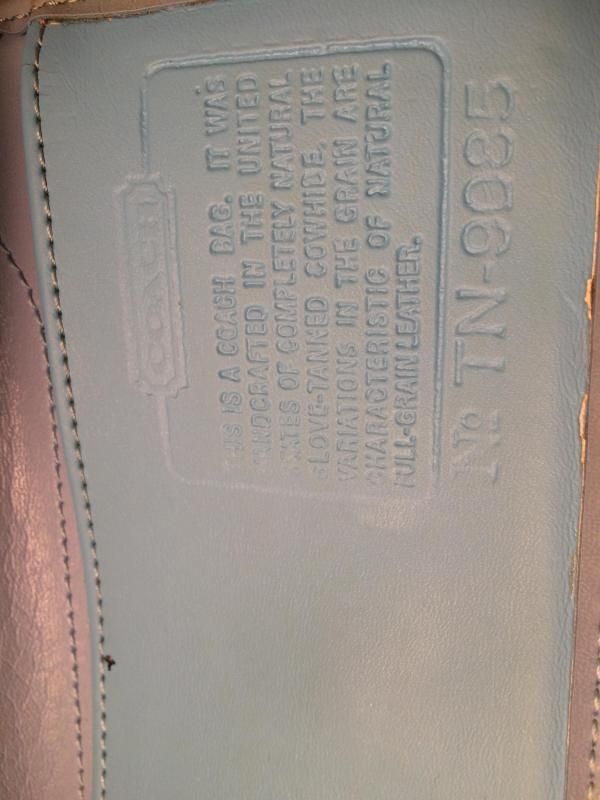 COACH
THIS IS A COACH BAG. IT WAS
HANDCRAFTED IN THE UNITED
STATES OF COMPLETELY NATURAL
GLOVE-TANNED COWHIDE. THE
VARIATIONS IN THE GRAIN ARE
CHARACTERISTIC OF NATURAL
FULL-GRAIN LEATHER.
No TN-9085